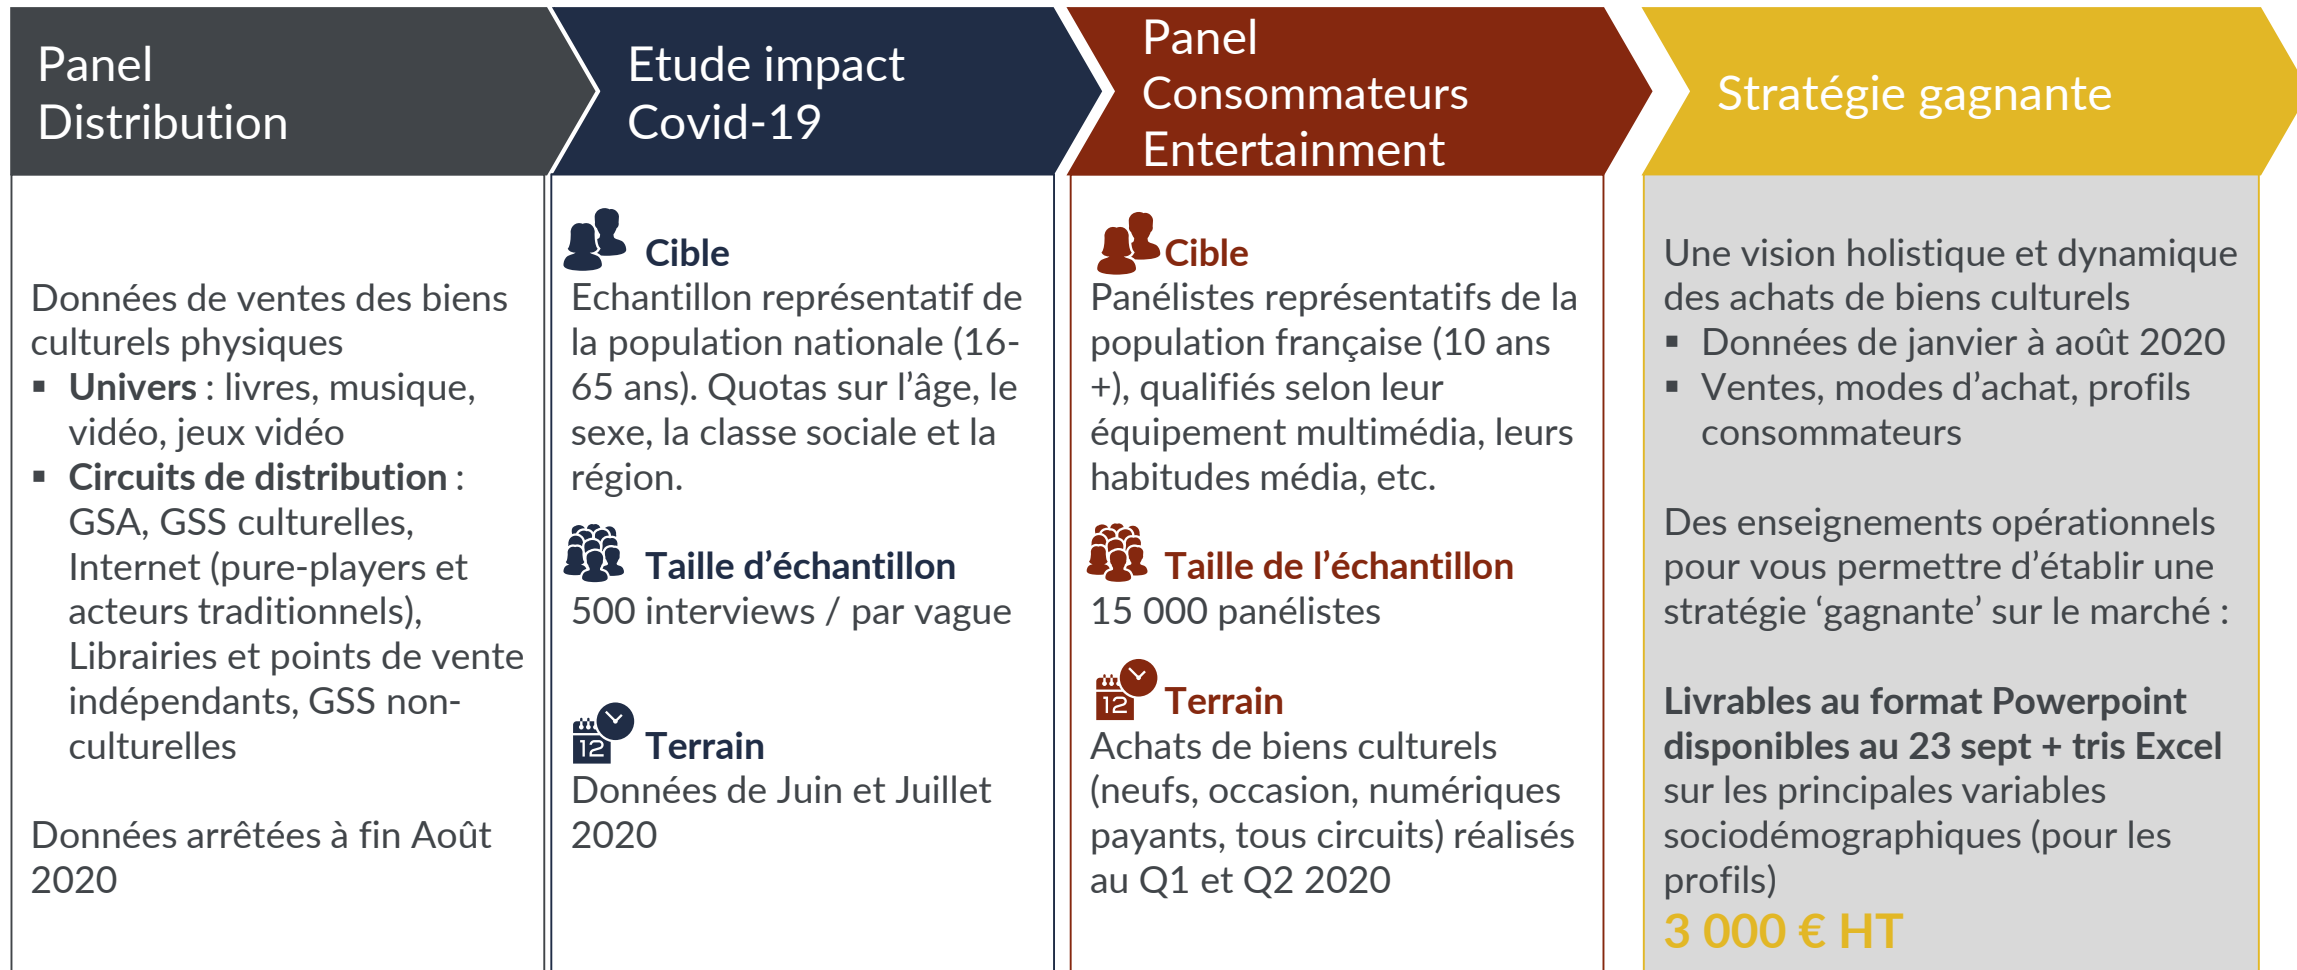 Panel
Distribution
Données de ventes des biens
culturels physiques
▪ Univers : livres, musique,
vidéo, jeux vidéo
▪ Circuits de distribution :
GSA, GSS culturelles,
Internet (pure-players et
acteurs traditionnels),
Librairies et points de vente
indépendants, GSS non-
culturelles
Données arrêtées à fin Août
2020
Etude impact
Covid-19
Cible
Echantillon représentatif de
la population nationale (16-
65 ans). Quotas sur l’âge, le
sexe, la classe sociale et la
région.
Taille d’échantillon
500 interviews / par vague
12
Terrain
Données de Juin et Juillet
2020
Panel
Consommateurs
Entertainment
Cible
Panélistes représentatifs de la
population française (10 ans
+), qualifiés selon leur
équipement multimédia, leurs
habitudes média, etc.
Taille de l’échantillon
15 000 panélistes
12
Terrain
Achats de biens culturels
(neufs, occasion, numériques
payants, tous circuits) réalisés
au Q1 et Q2 2020
Stratégie gagnante
Une vision holistique et dynamique
des achats de biens culturels
▪ Données de janvier à août 2020
▪ Ventes, modes d’achat, profils
consommateurs
Des enseignements opérationnels
pour vous permettre d’établir une
stratégie ‘gagnante’ sur le marché :
Livrables au format Powerpoint
disponibles au 23 sept + tris Excel
sur les principales variables
sociodémographiques (pour les
profils)
3 000 € HT